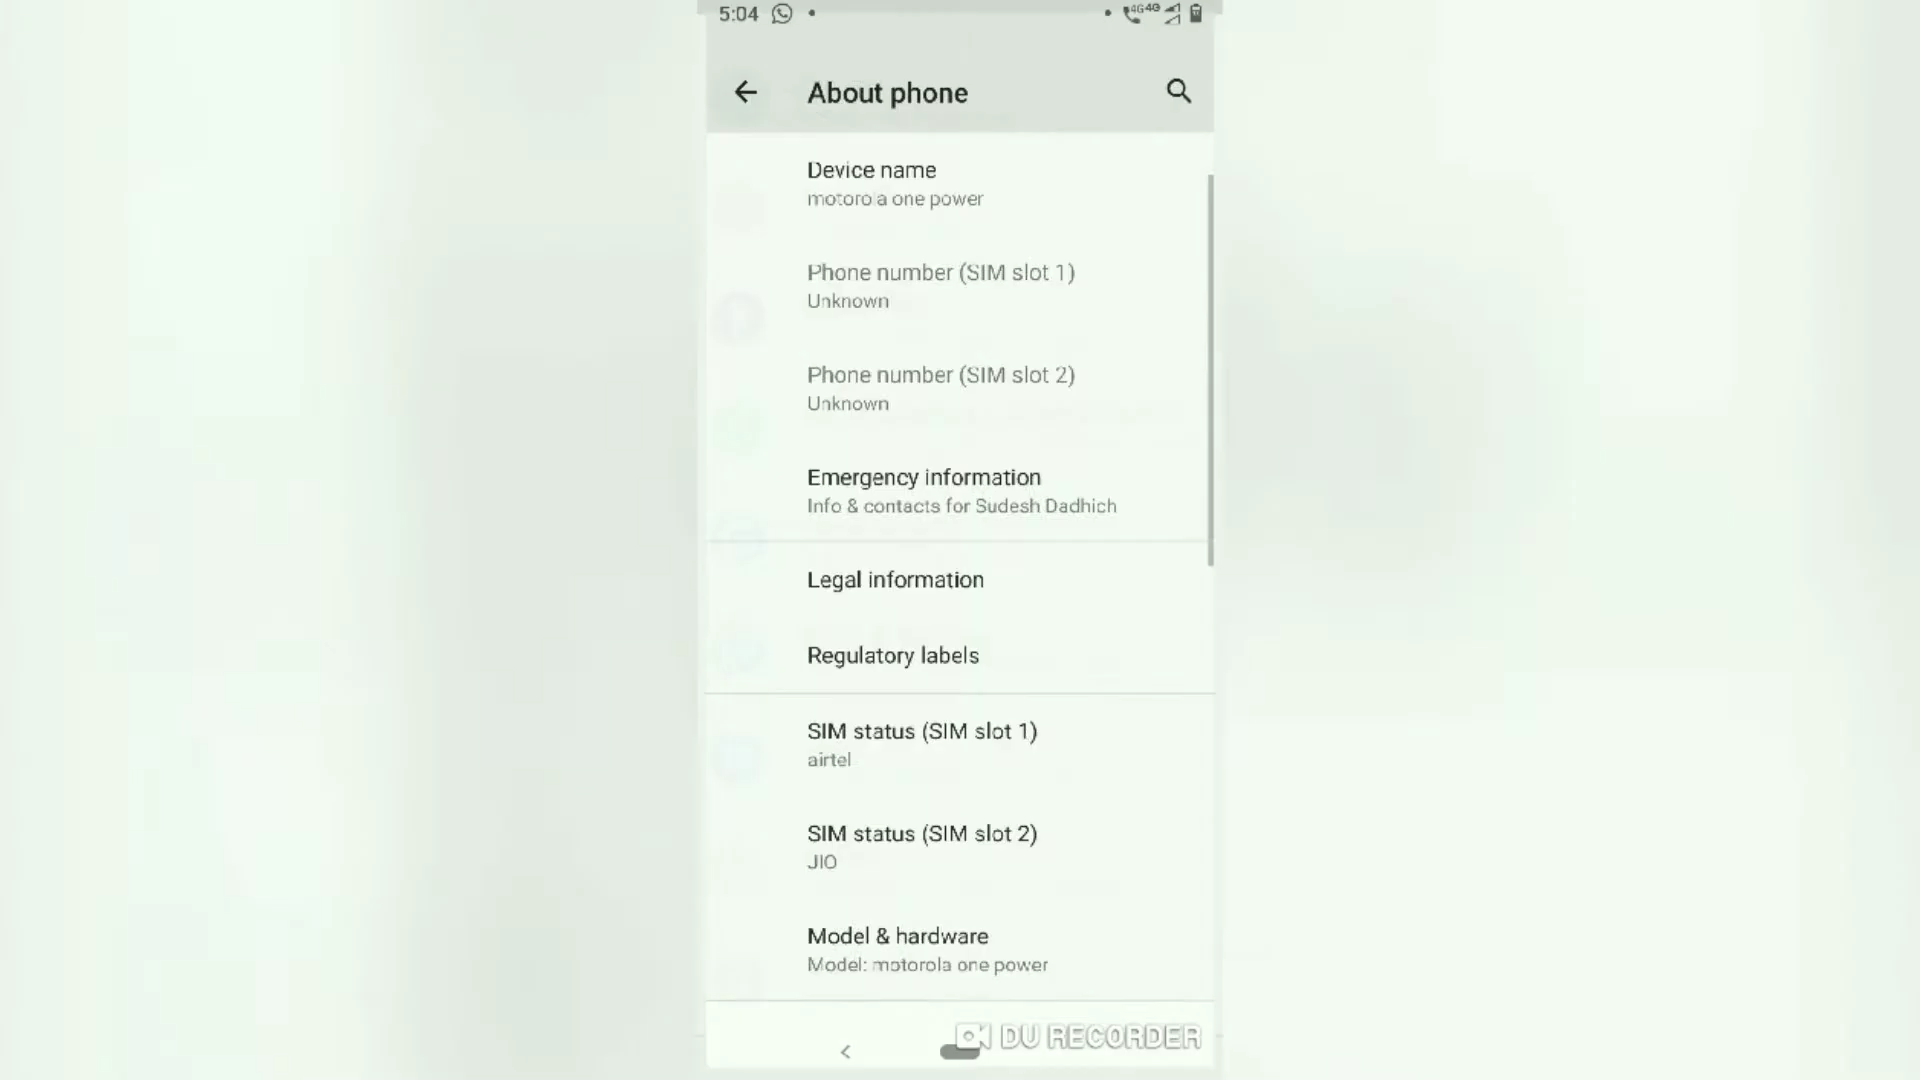 5:04
4G4G
About phone
Device name
motorola one power
Phone number (SIM slot 1)
Unknown
Phone number (SIM slot 2)
Unknown
Emergency information
Info & contacts for Sudesh Dadhich
Legal information
Regulatory labels
SIM status (SIM slot 1)
airtel
SIM status (SIM slot 2)
JIO
Model & hardware
Model: motorola one power
DU RECORDER